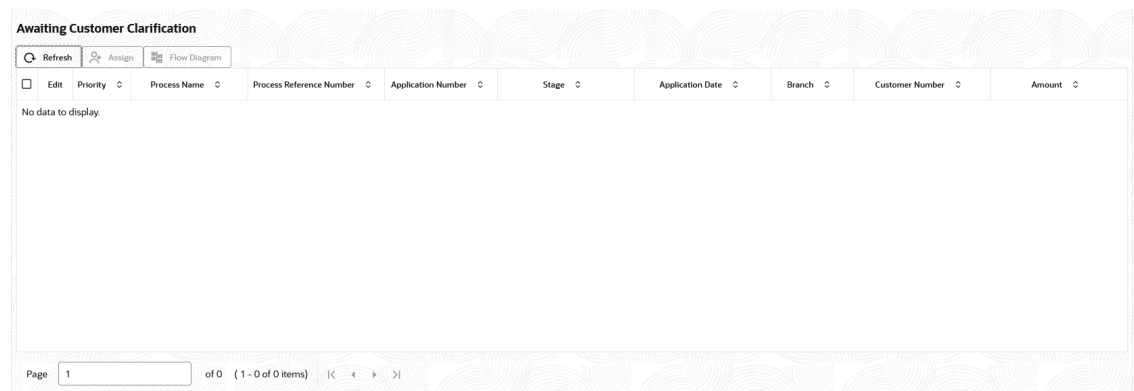 Awaiting Customer Clarification
Refresh Assign Flow Diagram
Edit Priority Process Name Process Reference Number Application Number Stage Application Date Branch Customer Number Amount
No data to display.
Page 1 of 0 (1 - 0 of 0 items)